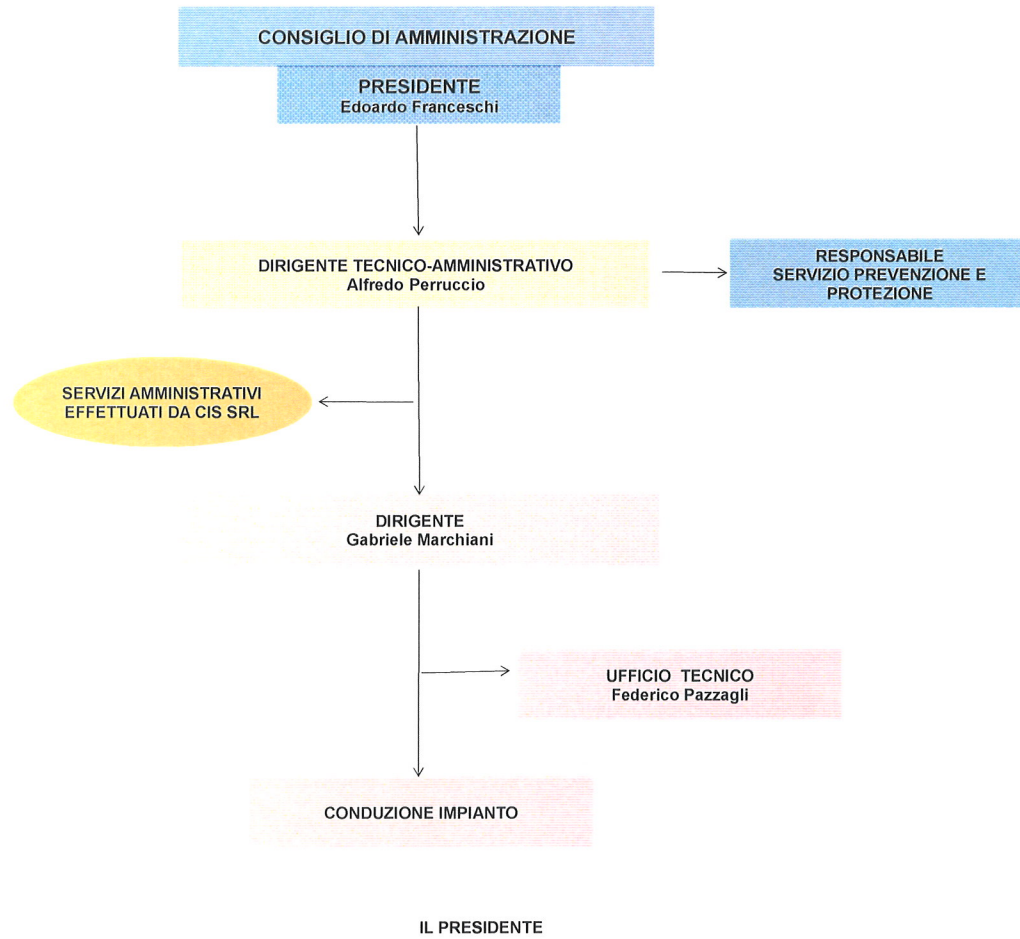 CONSIGLIO DI AMMINISTRAZIONE
PRESIDENTE
Edoardo Franceschi
DIRIGENTE TECNICO-AMMINISTRATIVO
Alfredo Perruccio
RESPONSABILE
SERVIZIO PREVENZIONE E
PROTEZIONE
SERVIZI AMMINISTRATIVI
EFFETTUATI DA CIS SRL
DIRIGENTE
Gabriele Marchiani
UFFICIO TECNICO
Federico Pazzagli
CONDUZIONE IMPIANTO
IL PRESIDENTE